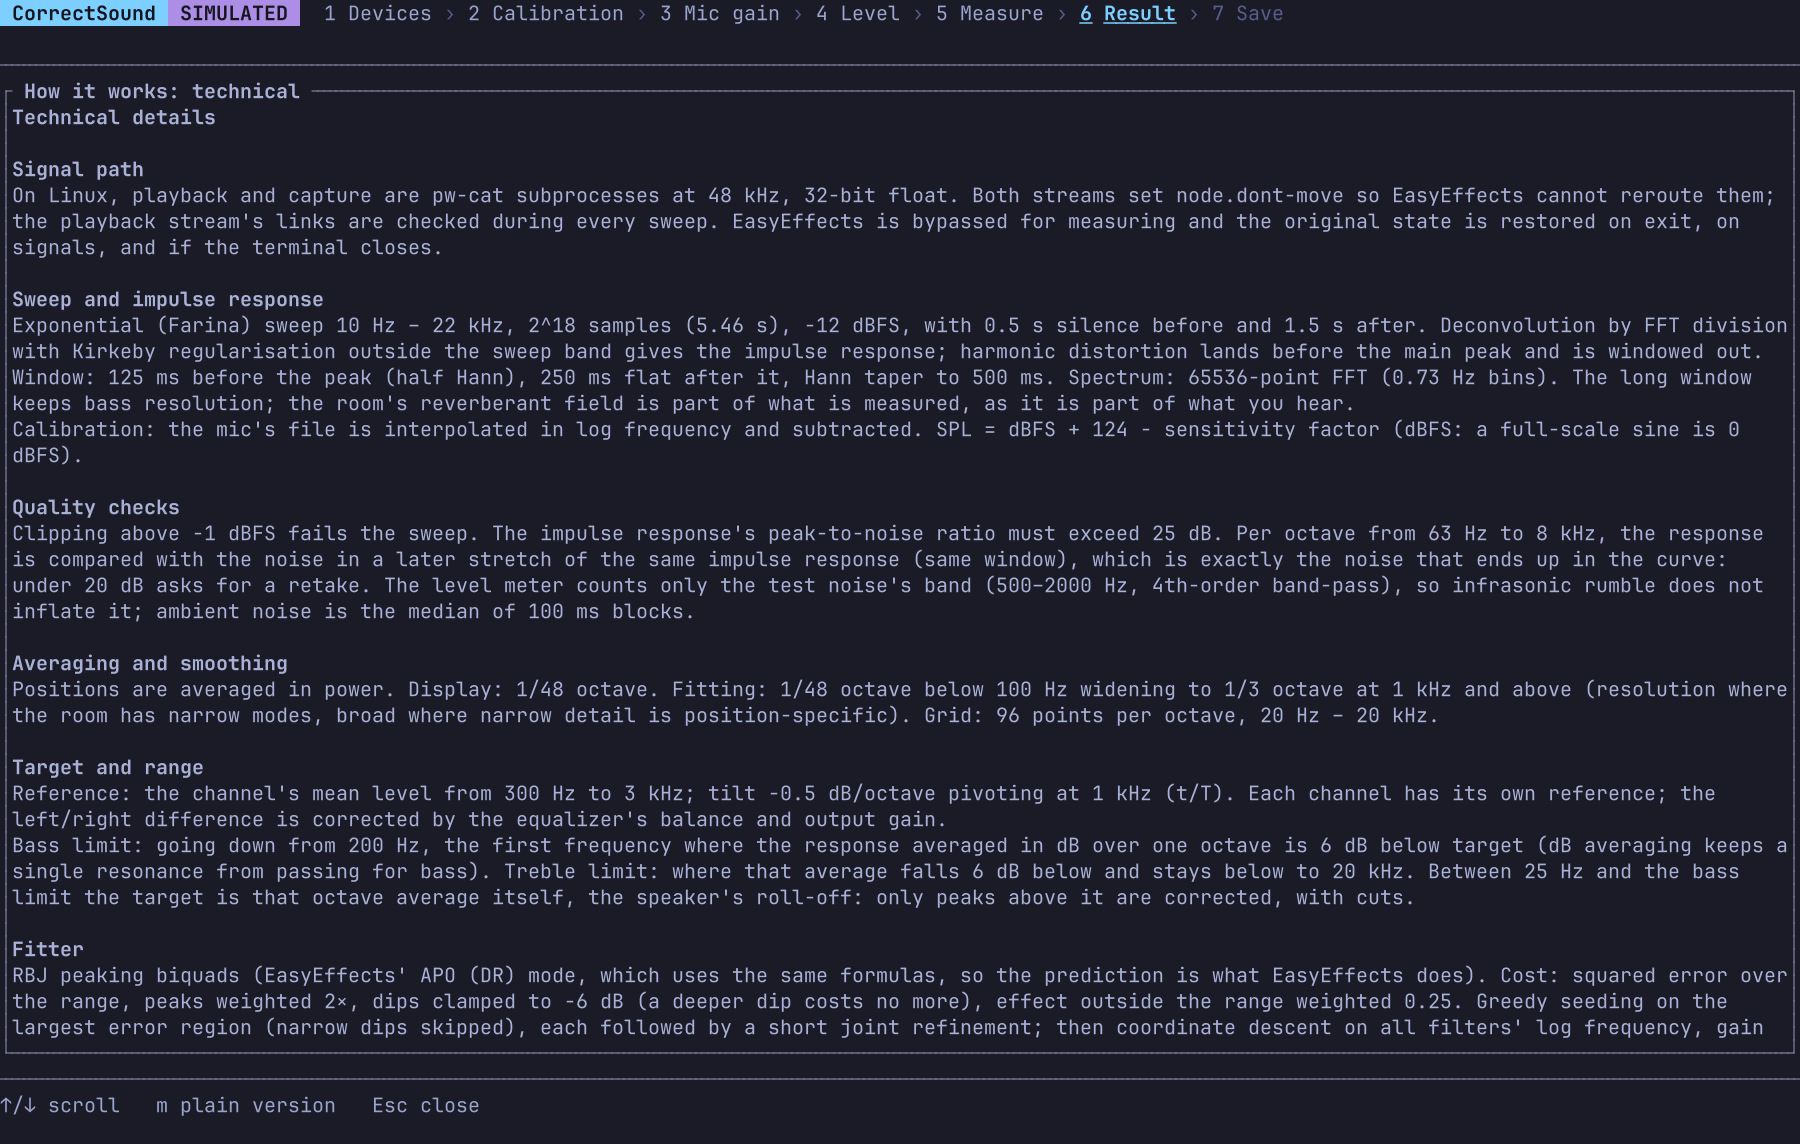 CorrectSound SIMULATED 1 Devices › 2 Calibration › 3 Mic gain › 4 Level › 5 Measure › 6 Result › 7 Save
How it works: technical
Technical details
Signal path
On Linux, playback and capture are pw-cat subprocesses at 48 kHz, 32-bit float. Both streams set node.dont-move so EasyEffects cannot reroute them;
the playback stream's links are checked during every sweep. EasyEffects is bypassed for measuring and the original state is restored on exit, on
signals, and if the terminal closes.
Sweep and impulse response
Exponential (Farina) sweep 10 Hz – 22 kHz, 2^18 samples (5.46 s), -12 dBFS, with 0.5 s silence before and 1.5 s after. Deconvolution by FFT division
with Kirkeby regularisation outside the sweep band gives the impulse response; harmonic distortion lands before the main peak and is windowed out.
Window: 125 ms before the peak (half Hann), 250 ms flat after it, Hann taper to 500 ms. Spectrum: 65536-point FFT (0.73 Hz bins). The long window
keeps bass resolution; the room's reverberant field is part of what is measured, as it is part of what you hear.
Calibration: the mic's file is interpolated in log frequency and subtracted. SPL = dBFS + 124 - sensitivity factor (dBFS: a full-scale sine is 0
dBFS).
Quality checks
Clipping above -1 dBFS fails the sweep. The impulse response's peak-to-noise ratio must exceed 25 dB. Per octave from 63 Hz to 8 kHz, the response
is compared with the noise in a later stretch of the same impulse response (same window), which is exactly the noise that ends up in the curve:
under 20 dB asks for a retake. The level meter counts only the test noise's band (500–2000 Hz, 4th-order band-pass), so infrasonic rumble does not
inflate it; ambient noise is the median of 100 ms blocks.
Averaging and smoothing
Positions are averaged in power. Display: 1/48 octave. Fitting: 1/48 octave below 100 Hz widening to 1/3 octave at 1 kHz and above (resolution where
the room has narrow modes, broad where narrow detail is position-specific). Grid: 96 points per octave, 20 Hz – 20 kHz.
Target and range
Reference: the channel's mean level from 300 Hz to 3 kHz; tilt -0.5 dB/octave pivoting at 1 kHz (t/T). Each channel has its own reference; the
left/right difference is corrected by the equalizer's balance and output gain.
Bass limit: going down from 200 Hz, the first frequency where the response averaged in dB over one octave is 6 dB below target (dB averaging keeps a
single resonance from passing for bass). Treble limit: where that average falls 6 dB below and stays below to 20 kHz. Between 25 Hz and the bass
limit the target is that octave average itself, the speaker's roll-off: only peaks above it are corrected, with cuts.
Fitter
RBJ peaking biquads (EasyEffects' APO (DR) mode, which uses the same formulas, so the prediction is what EasyEffects does). Cost: squared error over
the range, peaks weighted 2×, dips clamped to -6 dB (a deeper dip costs no more), effect outside the range weighted 0.25. Greedy seeding on the
largest error region (narrow dips skipped), each followed by a short joint refinement; then coordinate descent on all filters' log frequency, gain
↑/↓ scroll m plain version Esc close